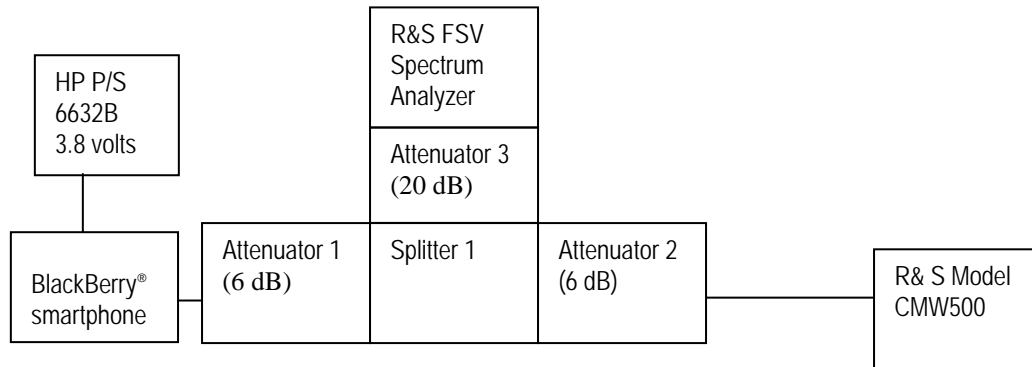 R&S FSV
Spectrum
Analyzer
HP P/S
6632B
3.8 volts
Attenuator 3
(20 dB)
BlackBerry®
smartphone
Attenuator 1
(6 dB)
Splitter 1
Attenuator 2
(6 dB)
R& S Model
CMW500